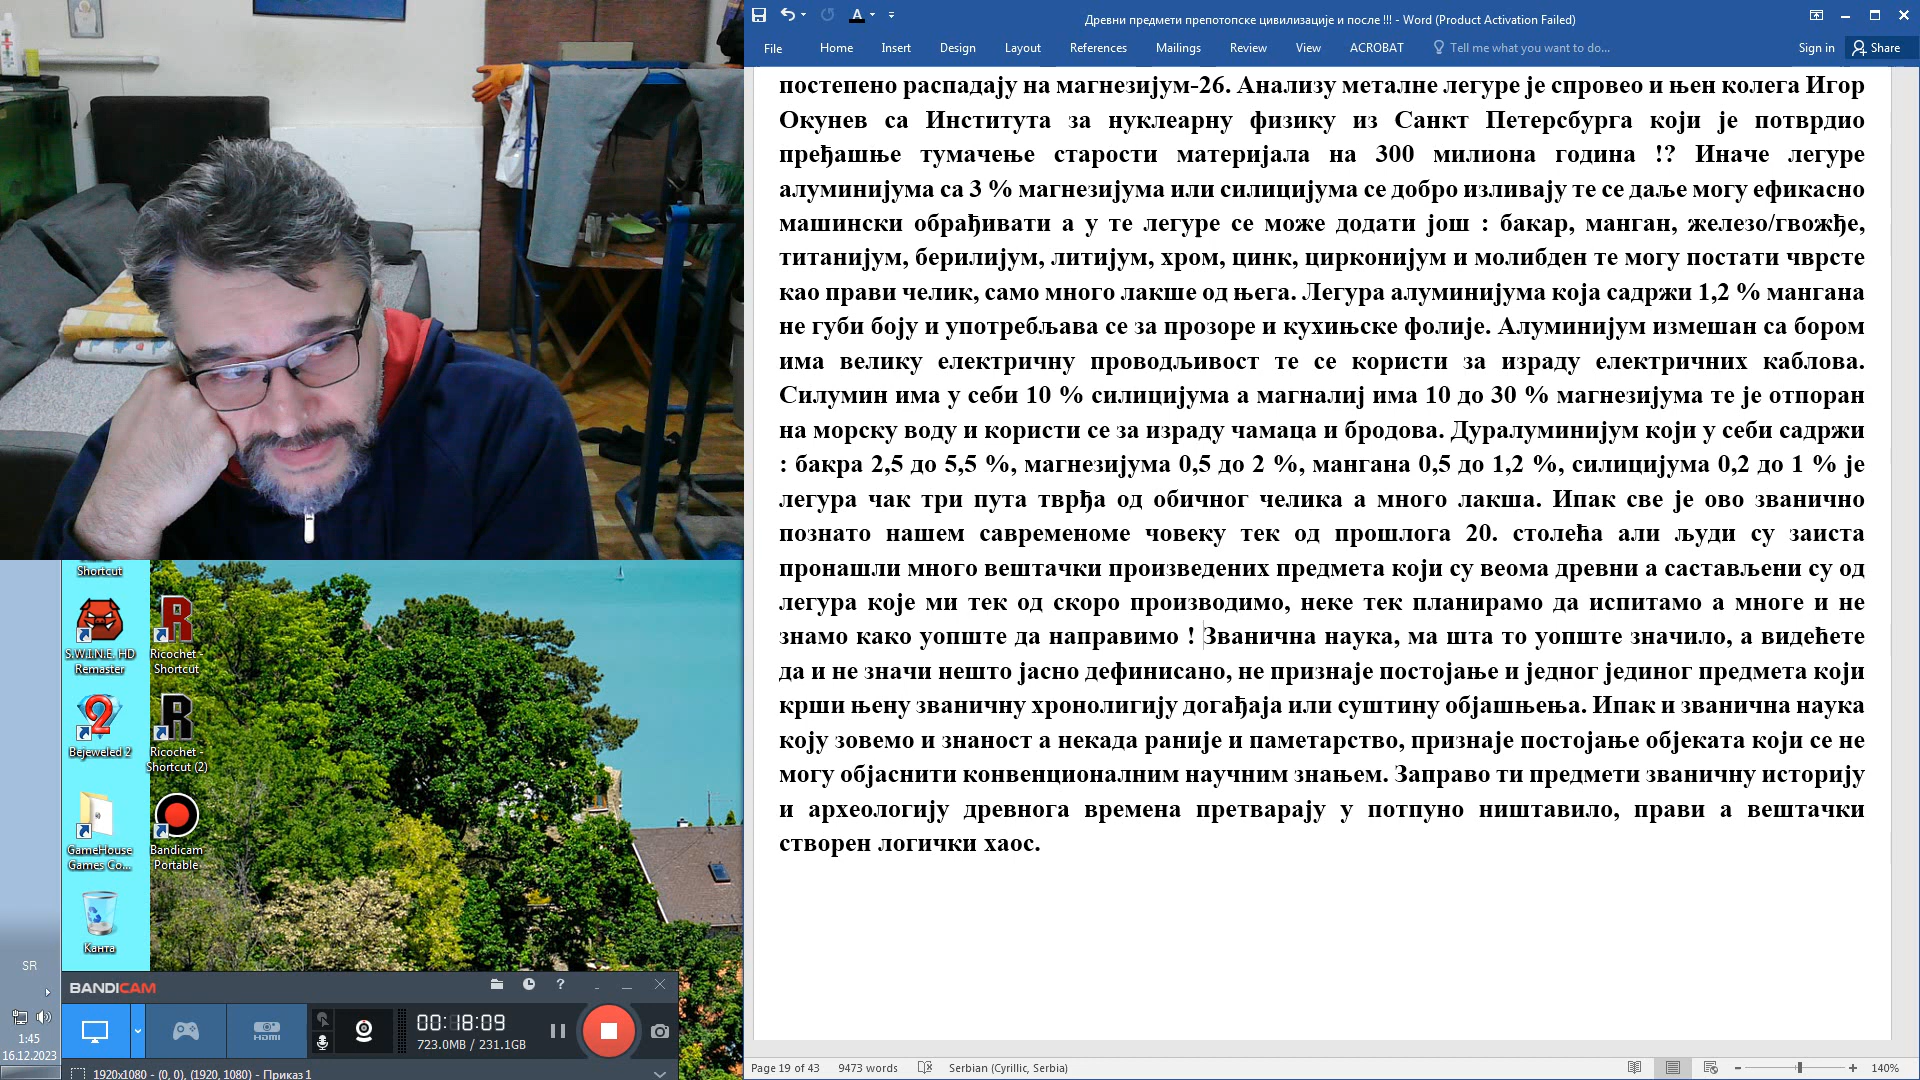 Древни предмети препотопске цивилизације и после !!! - Word (Product Activation Failed)
File Home Insert Design Layout References Mailings Review View ACROBAT Tell me what you want to do... Sign in Share
постепено распадају на магнезијум-26. Анализу металне легуре је спровео и њен колега Игор
Окунев са Института за нуклеарну физику из Санкт Петерсбурга који је потврдио
пређашње тумачење старости материјала на 300 милиона година !? Иначе легуре
алуминијума са 3 % магнезијума или силицијума се добро изливају те се даље могу ефикасно
машински обрађивати а у те легуре се може додати још : бакар, манган, железо/гвожђе,
титанијум, берилијум, литијум, хром, цинк, цирконијум и молибден те могу постати чврсте
као прави челик, само много лакше од њега. Легура алуминијума која садржи 1,2 % мангана
не губи боју и употребљава се за прозоре и кухињске фолије. Алуминијум измешан са бором
има велику електричну проводљивост те се користи за израду електричних каблова.
Силумин има у себи 10 % силицијума а магналиј има 10 до 30 % магнезијума те је отпоран
на морску воду и користи се за израду чамаца и бродова. Дуралуминијум који у себи садржи
: бакра 2,5 до 5,5 %, магнезијума 0,5 до 2 %, мангана 0,5 до 1,2 %, силицијума 0,2 до 1 % је
легура чак три пута тврђа од обичног челика а много лакша. Ипак све је ово званично
познато нашем савременоме човеку тек од прошлога 20. столећа али људи су заиста
пронашли много вештачки произведених предмета који су веома древни а састављени су од
легура које ми тек од скоро производимо, неке тек планирамо да испитамо а многе и не
знамо како уопште да направимо ! Званична наука, ма шта то уопште значило, а видећете
да и не значи нешто јасно дефинисано, не признаје постојање и једног јединог предмета који
крши њену званичну хронолигију догађаја или суштину објашњења. Ипак и званична наука
коју зовемо и знаност а некада раније и паметарство, признаје постојање објеката који се не
могу објаснити конвенционалним научним знањем. Заправо ти предмети званичну историју
и археологију древнога времена претварају у потпуно ништавило, прави а вештачки
створен логички хаос.
Page 19 of 43 9473 words Serbian (Cyrillic, Serbia) 140%
Shortcut
S.W.I.N.E. HD
Remaster
Ricochet -
Shortcut
Bejeweled 2
Ricochet -
Shortcut (2)
GameHouse
Games Co...
Bandicam
Portable
Канта
SR
1:45
16.12.2023
BANDICAM
HDMI
00:18:09
723.0MB / 231.1GB
1920x1080 - (0, 0), (1920, 1080) - Приказ 1